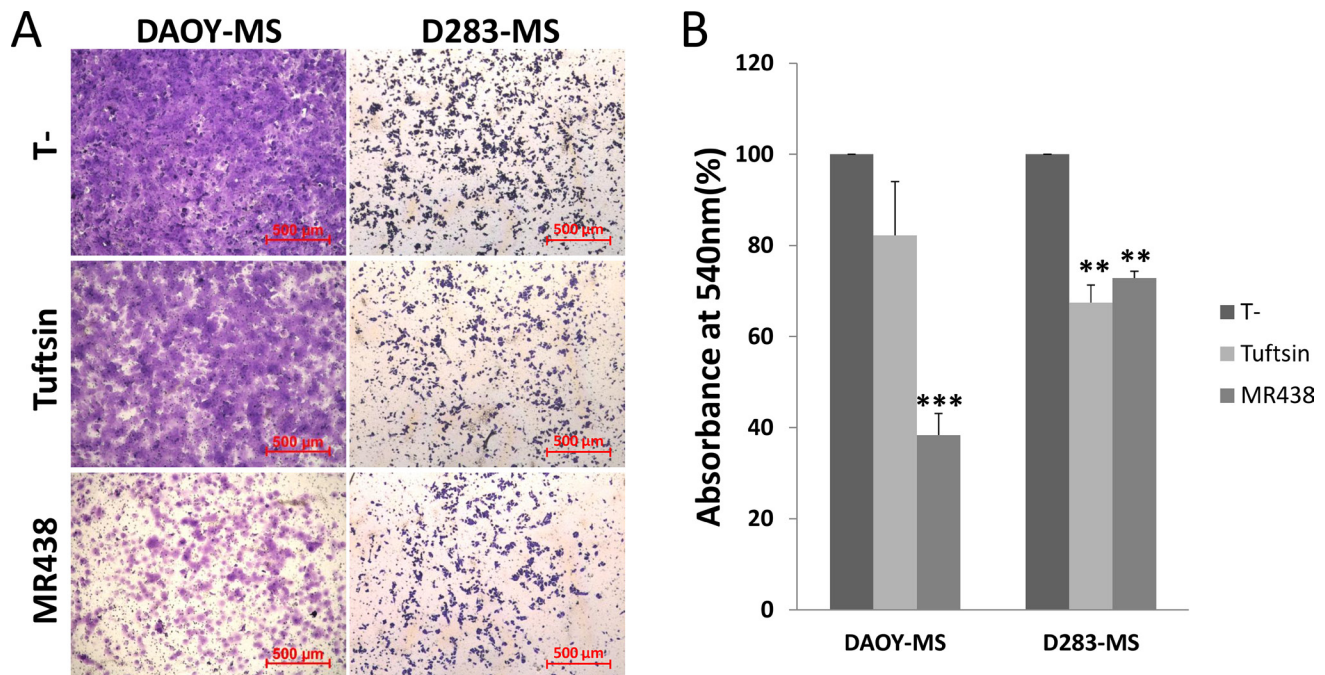 A
DAOY-MS
D283-MS
T-
500 µm
500 µm
Tuftsin
500 µm
500 µm
MR438
500 µm
500 µm
B
Absorbance at 540nm(%)
120
100
80
60
40
20
0
***
**
**
DAOY-MS
D283-MS
T-
Tuftsin
MR438